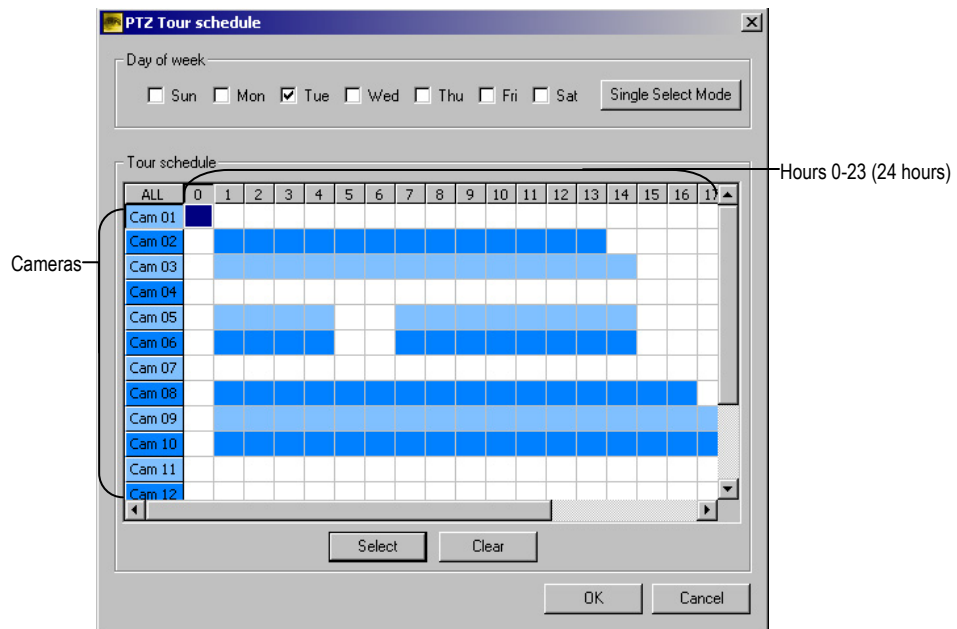 PTZ Tour schedule
Day of week
Sun Mon Tue Wed Thu Fri Sat Single Select Mode
Tour schedule
Hours 0-23 (24 hours)
ALL 0 1 2 3 4 5 6 7 8 9 10 11 12 13 14 15 16 17
Cam 01
Cam 02
Cameras
Cam 03
Cam 04
Cam 05
Cam 06
Cam 07
Cam 08
Cam 09
Cam 10
Cam 11
Cam 12
Select Clear
OK Cancel